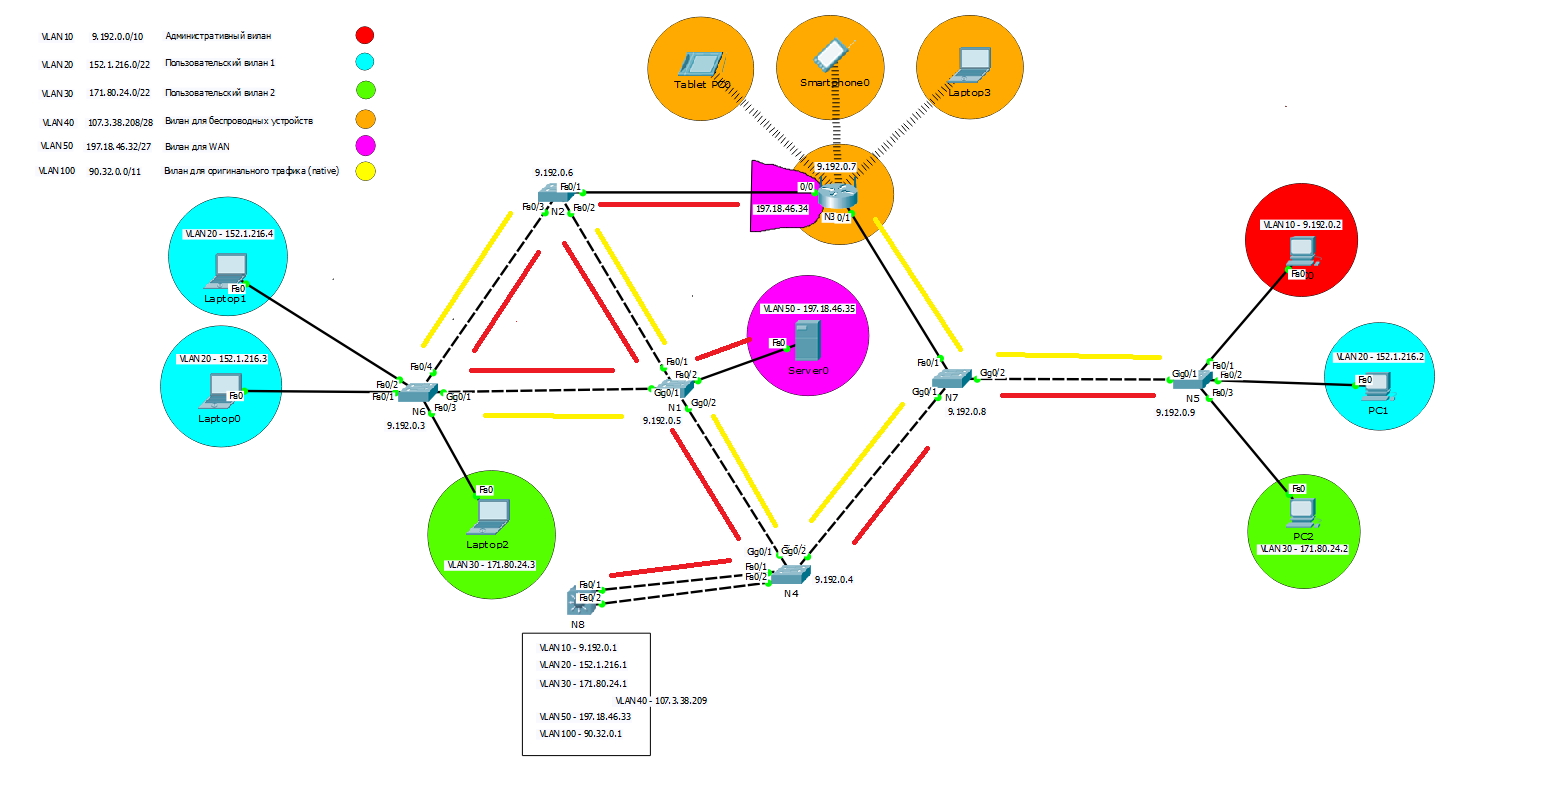 VLAN 10 9.192.0.0/10 Административный вилан
VLAN 20 152.1.216.0/22 Пользовательский вилан 1
VLAN 30 171.80.24.0/22 Пользовательский вилан 2
VLAN 40 107.3.38.208/28 Вилан для беспроводных устройств
VLAN 50 197.18.46.32/27 Вилан для WAN
VLAN 100 90.32.0.0/11 Вилан для оригинального трафика (native)
Tablet PC0
Smartphone0
Laptop3
9.192.0.7
0/0
197.18.46.34
N3
0/1
9.192.0.6
Fa0/1
Fa0/3
Fa0/2
N2
VLAN 20 - 152.1.216.4
Fa0
Laptop1
VLAN 20 - 152.1.216.3
Fa0
Laptop0
Fa0/4
Fa0/2
Fa0/1
Gg0/1
Fa0/3
N6
9.192.0.3
Fa0
Laptop2
VLAN 30 - 171.80.24.3
Fa0/1
Fa0/2
Gg0/1
Gg0/2
N1
9.192.0.5
VLAN 50 - 197.18.46.35
Fa0
Server0
Fa0/1
Gg0/2
Gg0/1
N7
9.192.0.8
Gg0/1
Fa0/1
Fa0/2
Fa0/3
N5
9.192.0.9
VLAN 10 - 9.192.0.2
Fa0
VLAN 20 - 152.1.216.2
Fa0
PC1
Fa0
PC2
VLAN 30 - 171.80.24.2
Gg0/1
Gg0/2
Fa0/1
Fa0/2
9.192.0.4
N4
Fa0/1
Fa0/2
N8
VLAN 10 - 9.192.0.1
VLAN 20 - 152.1.216.1
VLAN 30 - 171.80.24.1
VLAN 40 - 107.3.38.209
VLAN 50 - 197.18.46.33
VLAN 100 - 90.32.0.1